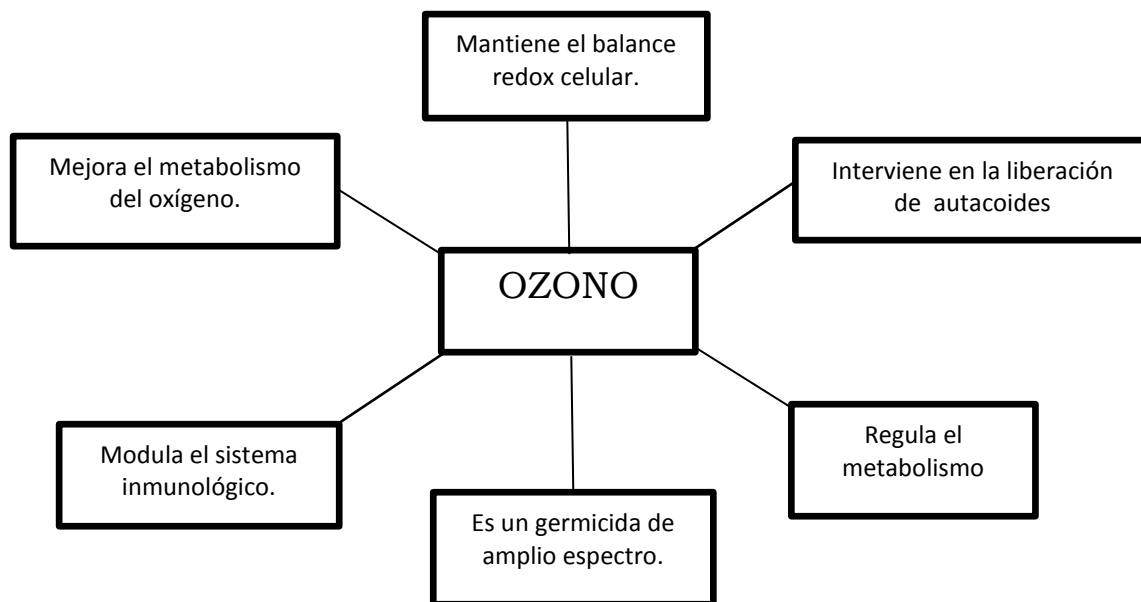 Mantiene el balance
redox celular.
Mejora el metabolismo
del oxígeno.
Interviene en la liberación
de autacoides
OZONO
Modula el sistema
inmunológico.
Regula el
metabolismo
Es un germicida de
amplio espectro.